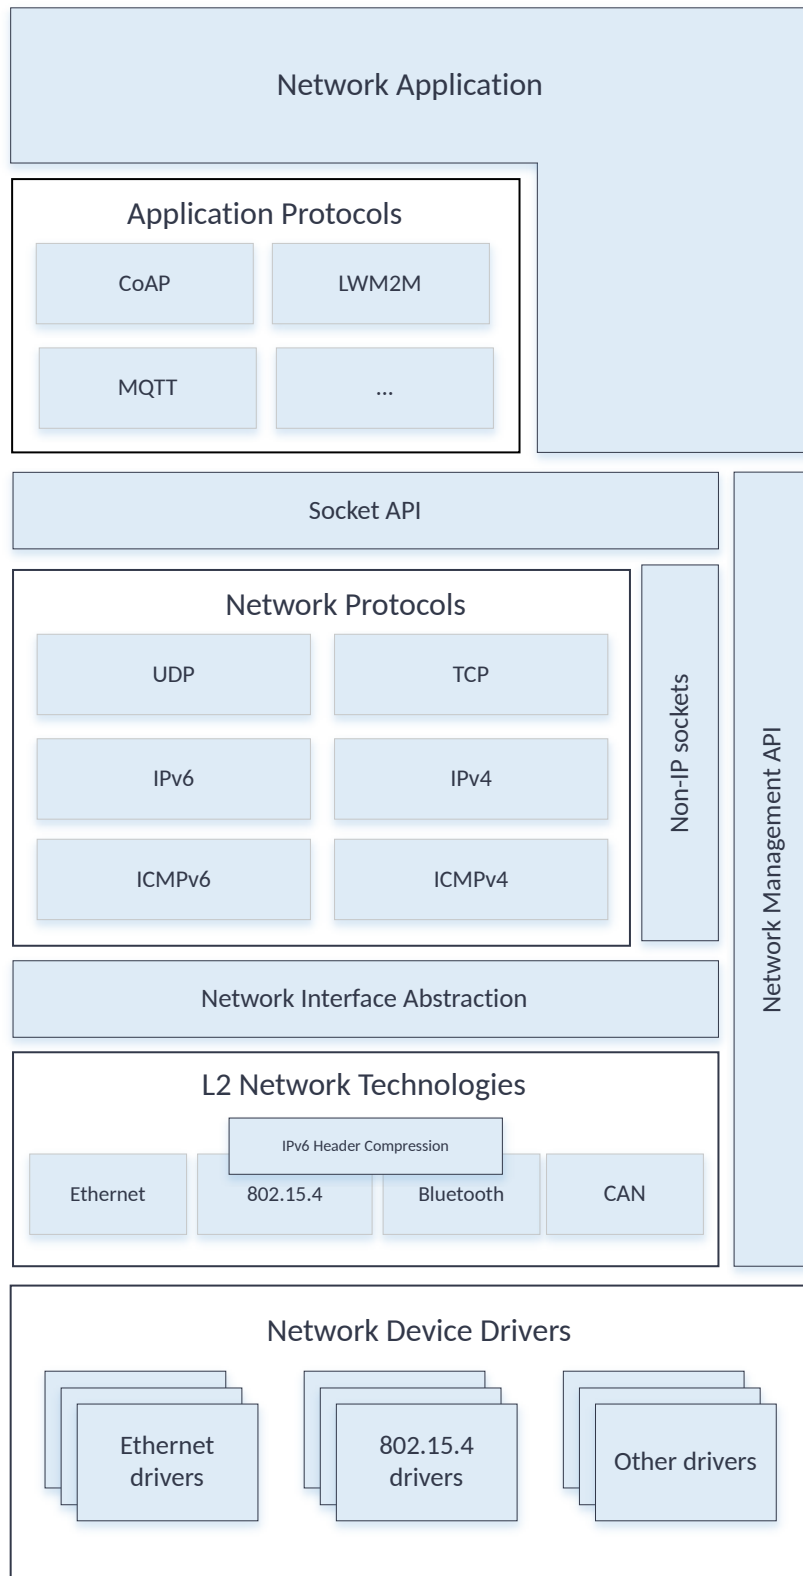 Network Application
Application Protocols
CoAP
LWM2M
MQTT
...
Socket API
Network Protocols
UDP
TCP
IPv6
IPv4
ICMPv6
ICMPv4
Non-IP sockets
Network Management API
Network Interface Abstraction
L2 Network Technologies
IPv6 Header Compression
Ethernet
802.15.4
Bluetooth
CAN
Network Device Drivers
Ethernet
drivers
802.15.4
drivers
Other drivers